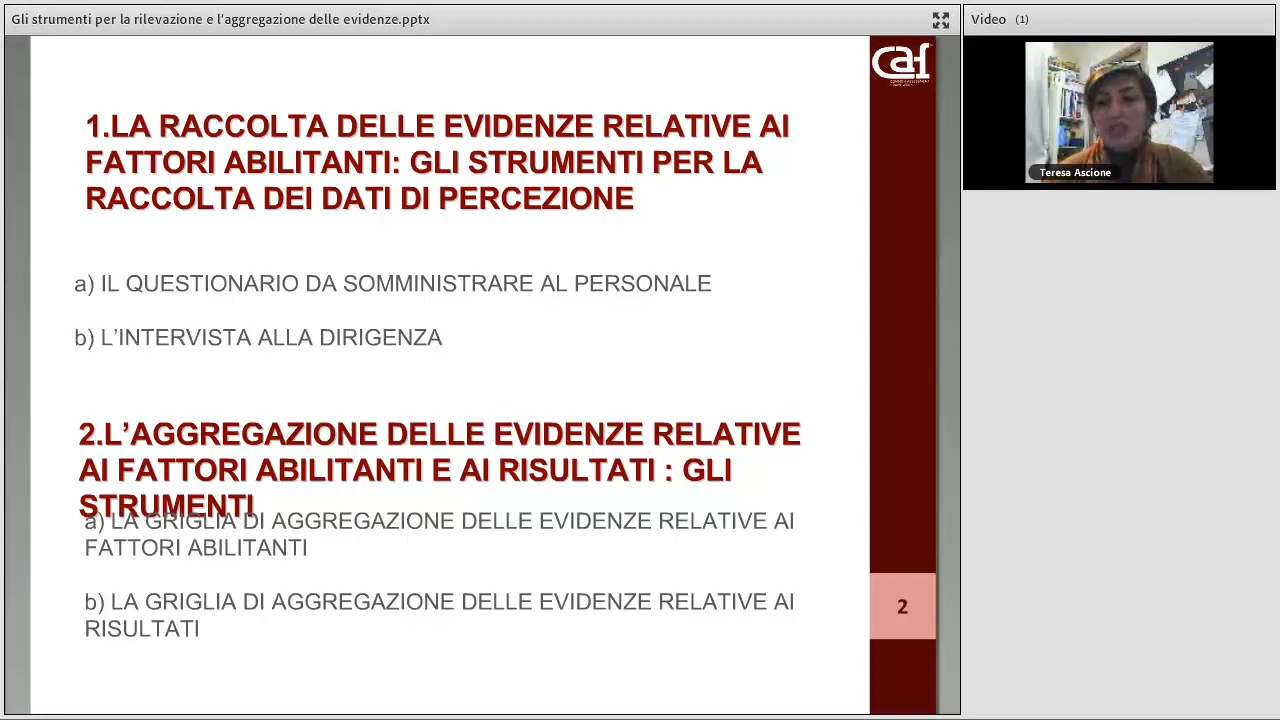 Gli strumenti per la rilevazione e l'aggregazione delle evidenze.pptx
Video (1)
caf
Teresa Ascione
1.LA RACCOLTA DELLE EVIDENZE RELATIVE AI
FATTORI ABILITANTI: GLI STRUMENTI PER LA
RACCOLTA DEI DATI DI PERCEZIONE
a) IL QUESTIONARIO DA SOMMINISTRARE AL PERSONALE
b) L’INTERVISTA ALLA DIRIGENZA
2.L’AGGREGAZIONE DELLE EVIDENZE RELATIVE
AI FATTORI ABILITANTI E AI RISULTATI : GLI
STRUMENTI
a) LA GRIGLIA DI AGGREGAZIONE DELLE EVIDENZE RELATIVE AI
FATTORI ABILITANTI
b) LA GRIGLIA DI AGGREGAZIONE DELLE EVIDENZE RELATIVE AI
RISULTATI
2